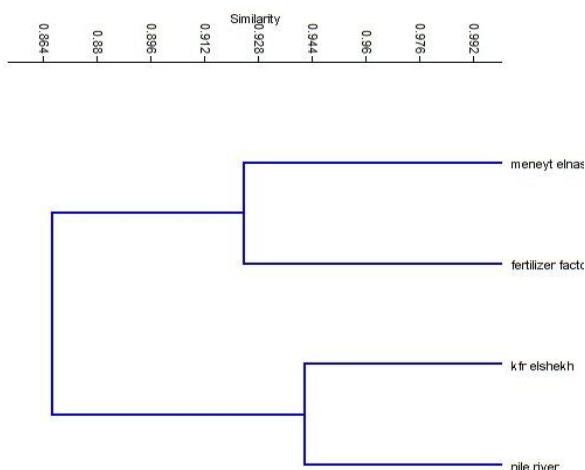 Similarity
0.864 0.88 0.896 0.912 0.928 0.944 0.96 0.976 0.992
meneyt elnas
fertilizer facto
kfr elshekh
nile river